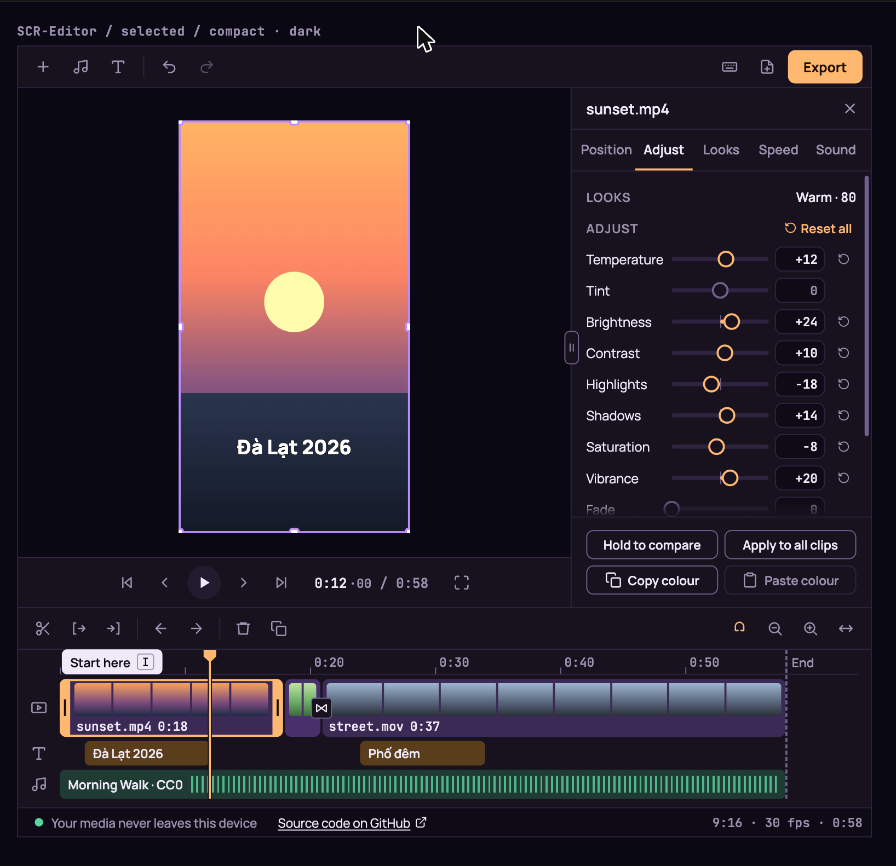 SCR-Editor / selected / compact · dark
Export
sunset.mp4
Position Adjust Looks Speed Sound
LOOKS Warm · 80
ADJUST Reset all
Temperature +12
Tint 0
Brightness +24
Contrast +10
Highlights -18
Shadows +14
Saturation -8
Vibrance +20
Fade 0
Đà Lạt 2026
Hold to compare Apply to all clips
Copy colour Paste colour
0:12·00 / 0:58
Start here I 0:20 0:30 0:40 0:50 End
sunset.mp4 0:18 street.mov 0:37
Đà Lạt 2026 Phố đêm
Morning Walk · CC0
Your media never leaves this device Source code on GitHub 9:16 · 30 fps · 0:58